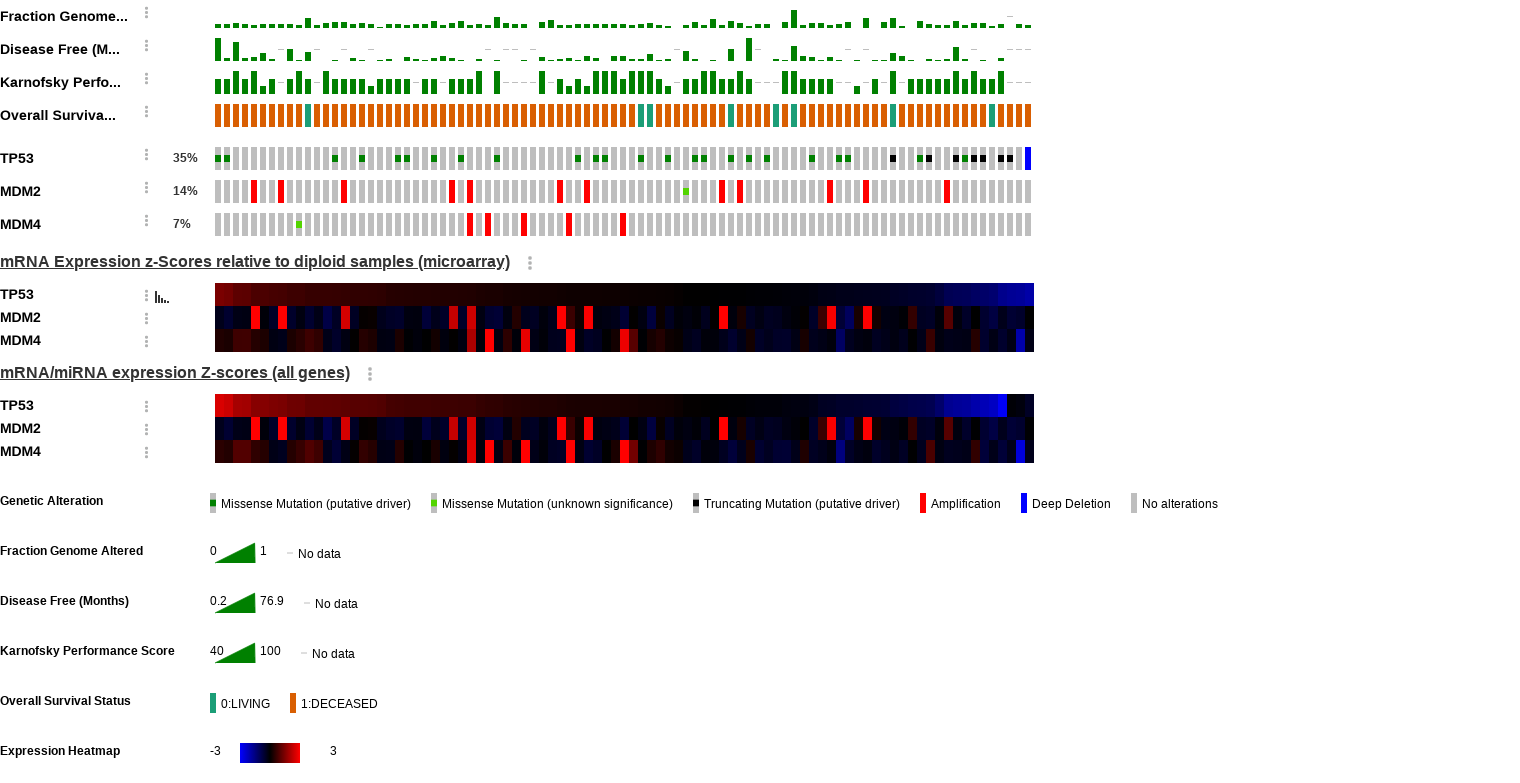 Fraction Genome...
Disease Free (M...
Karnofsky Perfo...
Overall Surviva...
TP53 35%
MDM2 14%
MDM4 7%
mRNA Expression z-Scores relative to diploid samples (microarray)
TP53
MDM2
MDM4
mRNA/miRNA expression Z-scores (all genes)
TP53
MDM2
MDM4
Genetic Alteration Missense Mutation (putative driver) Missense Mutation (unknown significance) Truncating Mutation (putative driver) Amplification Deep Deletion No alterations
Fraction Genome Altered 0 1 No data
Disease Free (Months) 0.2 76.9 No data
Karnofsky Performance Score 40 100 No data
Overall Survival Status 0:LIVING 1:DECEASED
Expression Heatmap -3 3